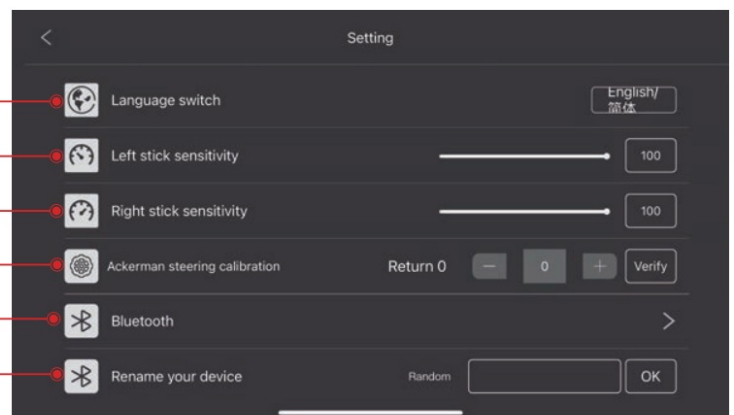 Setting
Language switch
English/
简体
Left stick sensitivity 100
Right stick sensitivity 100
Ackerman steering calibration Return 0 — 0 + Verify
Bluetooth
Rename your device Random OK